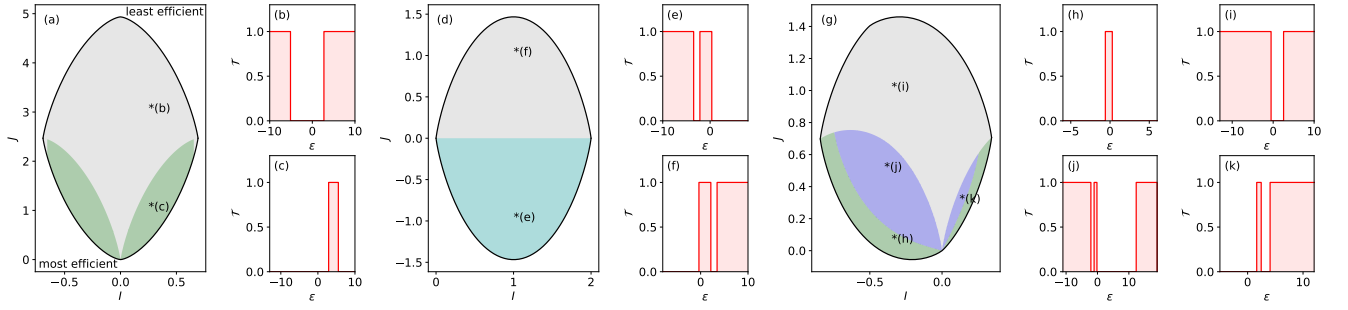 (a)
least efficient
*(b)
*(c)
most efficient
J
5
4
3
2
1
0
−0.5
0.0
0.5
I
(b)
𝒯
1.0
0.5
0.0
−10
0
10
ε
(c)
𝒯
1.0
0.5
0.0
−10
0
10
ε
(d)
*(f)
*(e)
J
1.5
1.0
0.5
0.0
−0.5
−1.0
−1.5
0
1
2
I
(e)
𝒯
1.0
0.5
0.0
−10
0
ε
(f)
𝒯
1.0
0.5
0.0
−10
0
10
ε
(g)
*(i)
*(j)
*(k)
*(h)
J
1.4
1.2
1.0
0.8
0.6
0.4
0.2
0.0
−0.5
0.0
I
(h)
𝒯
1.0
0.5
0.0
−5
0
5
ε
(i)
𝒯
1.0
0.5
0.0
−10
0
10
ε
(j)
𝒯
1.0
0.5
0.0
−10
0
10
ε
(k)
𝒯
1.0
0.5
0.0
−10
0
10
ε